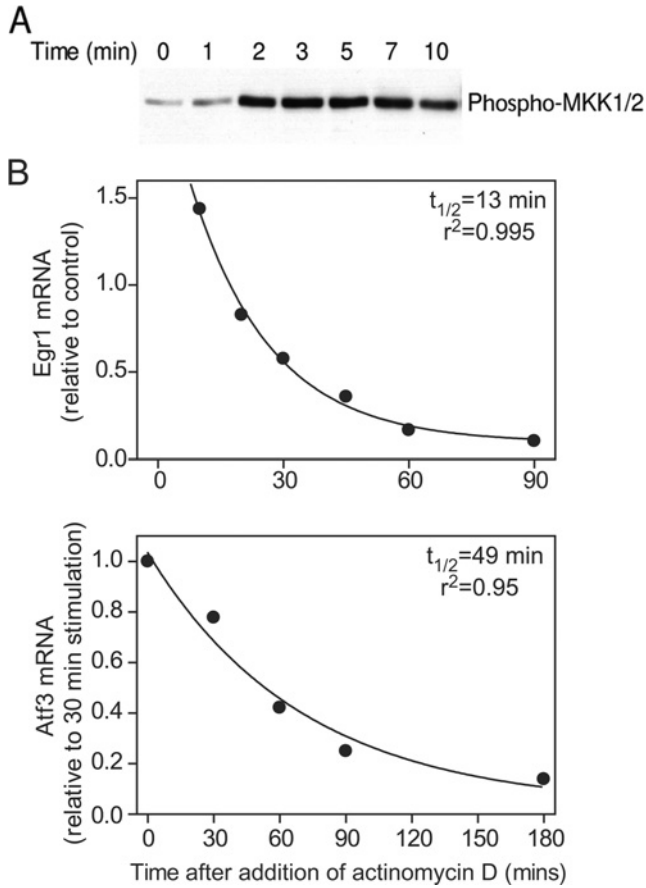 A
Time (min) 0 1 2 3 5 7 10
Phospho-MKK1/2
B
Egr1 mRNA
(relative to control)
1.5
1.0
0.5
0.0
t1/2=13 min
r2=0.995
0 30 60 90
Atf3 mRNA
(relative to 30 min stimulation)
1.0
0.8
0.6
0.4
0.2
0.0
t1/2=49 min
r2=0.95
0 30 60 90 120 150 180
Time after addition of actinomycin D (mins)